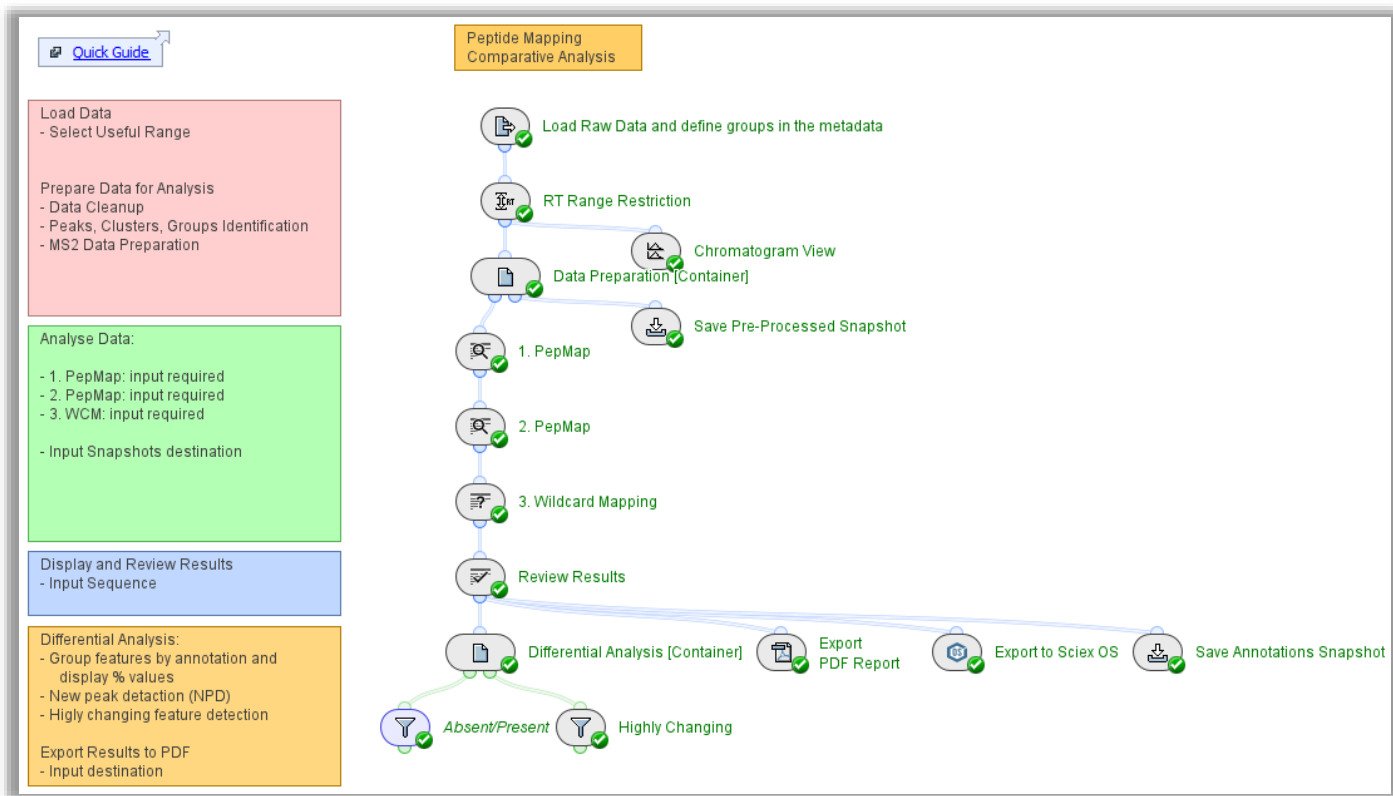 Quick Guide
Peptide Mapping
Comparative Analysis
Load Data
- Select Useful Range
Prepare Data for Analysis
- Data Cleanup
- Peaks, Clusters, Groups Identification
- MS2 Data Preparation
Analyse Data:
- 1. PepMap: input required
- 2. PepMap: input required
- 3. WCM: input required
- Input Snapshots destination
Display and Review Results
- Input Sequence
Differential Analysis:
- Group features by annotation and
display % values
- New peak detaction (NPD)
- Higly changing feature detection
Export Results to PDF
- Input destination
Load Raw Data and define groups in the metadata
RT
RT Range Restriction
Chromatogram View
Data Preparation [Container]
Save Pre-Processed Snapshot
1. PepMap
2. PepMap
?
3. Wildcard Mapping
Review Results
Differential Analysis [Container]
Export
PDF Report
OS
Export to Sciex OS
Save Annotations Snapshot
Absent/Present
Highly Changing